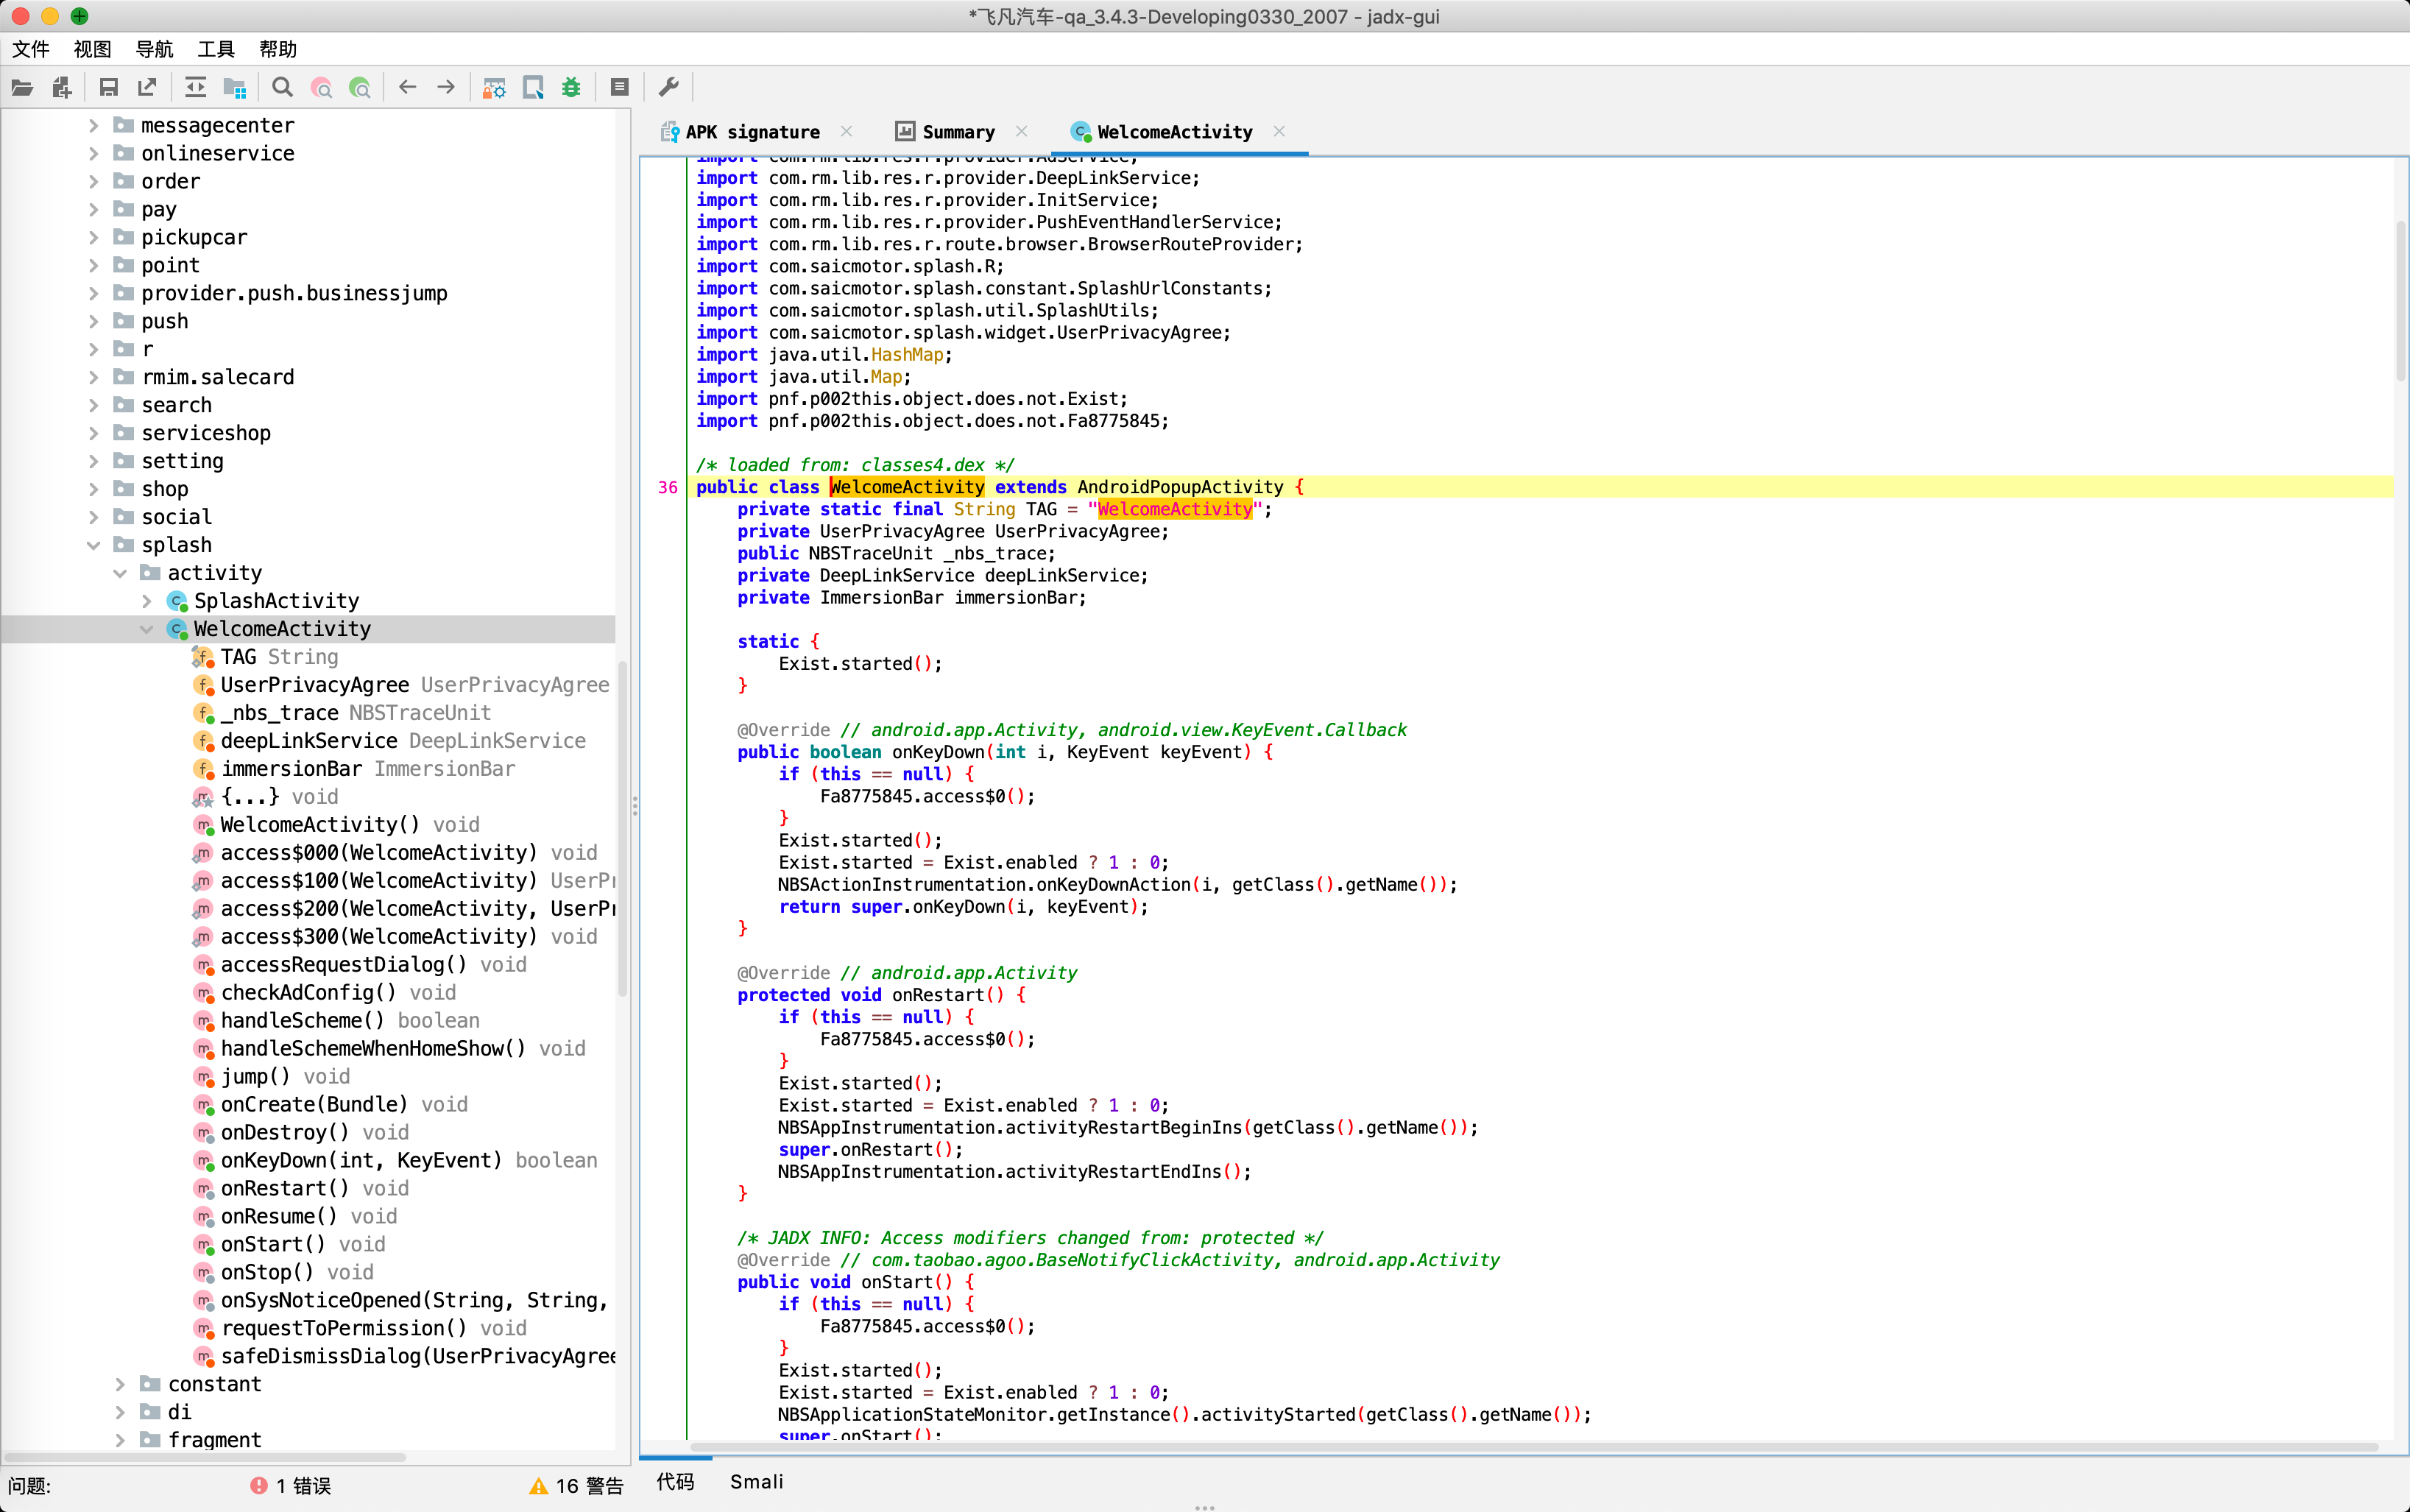 *飞凡汽车-qa_3.4.3-Developing0330_2007 - jadx-gui
文件 视图 导航 工具 帮助
messagecenter
onlineservice
order
pay
pickupcar
point
provider.push.businessjump
push
r
rmim.salecard
search
serviceshop
setting
shop
social
splash
activity
SplashActivity
WelcomeActivity
TAG String
UserPrivacyAgree UserPrivacyAgree
_nbs_trace NBSTraceUnit
deepLinkService DeepLinkService
immersionBar ImmersionBar
{...} void
WelcomeActivity() void
access$000(WelcomeActivity) void
access$100(WelcomeActivity) UserPr
access$200(WelcomeActivity, UserPr
access$300(WelcomeActivity) void
accessRequestDialog() void
checkAdConfig() void
handleScheme() boolean
handleSchemeWhenHomeShow() void
jump() void
onCreate(Bundle) void
onDestroy() void
onKeyDown(int, KeyEvent) boolean
onRestart() void
onResume() void
onStart() void
onStop() void
onSysNoticeOpened(String, String,
requestToPermission() void
safeDismissDialog(UserPrivacyAgree
constant
di
fragment
问题: 1 错误 16 警告
APK signature Summary WelcomeActivity
import com.rm.lib.res.r.provider.AdService;
import com.rm.lib.res.r.provider.DeepLinkService;
import com.rm.lib.res.r.provider.InitService;
import com.rm.lib.res.r.provider.PushEventHandlerService;
import com.rm.lib.res.r.route.browser.BrowserRouteProvider;
import com.saicmotor.splash.R;
import com.saicmotor.splash.constant.SplashUrlConstants;
import com.saicmotor.splash.util.SplashUtils;
import com.saicmotor.splash.widget.UserPrivacyAgree;
import java.util.HashMap;
import java.util.Map;
import pnf.p002this.object.does.not.Exist;
import pnf.p002this.object.does.not.Fa8775845;
/* loaded from: classes4.dex */
36 public class WelcomeActivity extends AndroidPopupActivity {
private static final String TAG = "WelcomeActivity";
private UserPrivacyAgree UserPrivacyAgree;
public NBSTraceUnit _nbs_trace;
private DeepLinkService deepLinkService;
private ImmersionBar immersionBar;
static {
Exist.started();
}
@Override // android.app.Activity, android.view.KeyEvent.Callback
public boolean onKeyDown(int i, KeyEvent keyEvent) {
if (this == null) {
Fa8775845.access$0();
}
Exist.started();
Exist.started = Exist.enabled ? 1 : 0;
NBSActionInstrumentation.onKeyDownAction(i, getClass().getName());
return super.onKeyDown(i, keyEvent);
}
@Override // android.app.Activity
protected void onRestart() {
if (this == null) {
Fa8775845.access$0();
}
Exist.started();
Exist.started = Exist.enabled ? 1 : 0;
NBSAppInstrumentation.activityRestartBeginIns(getClass().getName());
super.onRestart();
NBSAppInstrumentation.activityRestartEndIns();
}
/* JADX INFO: Access modifiers changed from: protected */
@Override // com.taobao.agoo.BaseNotifyClickActivity, android.app.Activity
public void onStart() {
if (this == null) {
Fa8775845.access$0();
}
Exist.started();
Exist.started = Exist.enabled ? 1 : 0;
NBSApplicationStateMonitor.getInstance().activityStarted(getClass().getName());
super.onStart();
代码 Smali